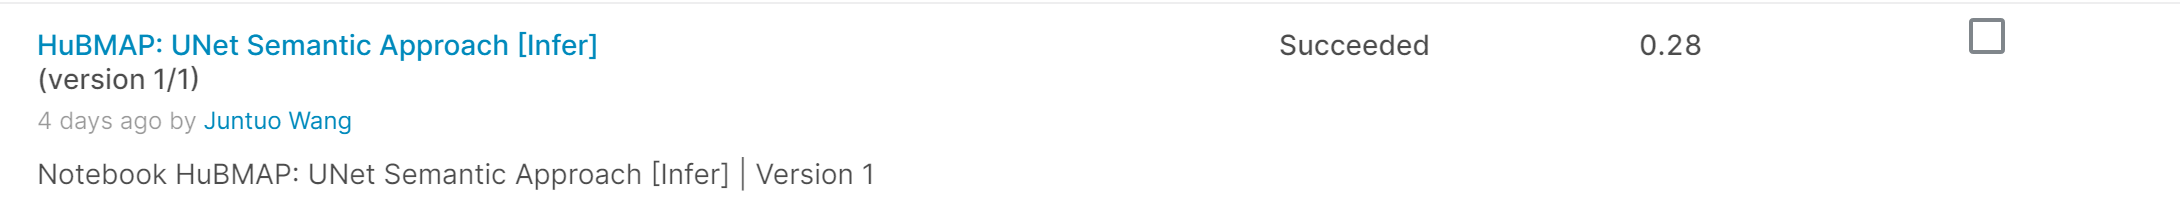 HuBMAP: UNet Semantic Approach [Infer] Succeeded 0.28
(version 1/1)
4 days ago by Juntuo Wang
Notebook HuBMAP: UNet Semantic Approach [Infer] | Version 1